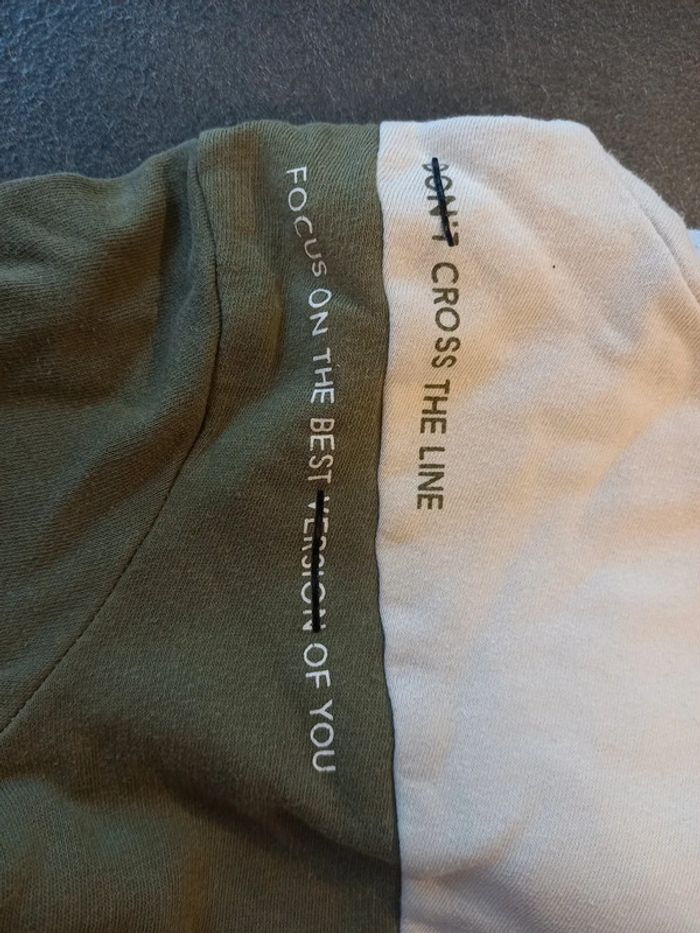 DON'T CROSS THE LINE
FOCUS ON THE BEST VERSION OF YOU